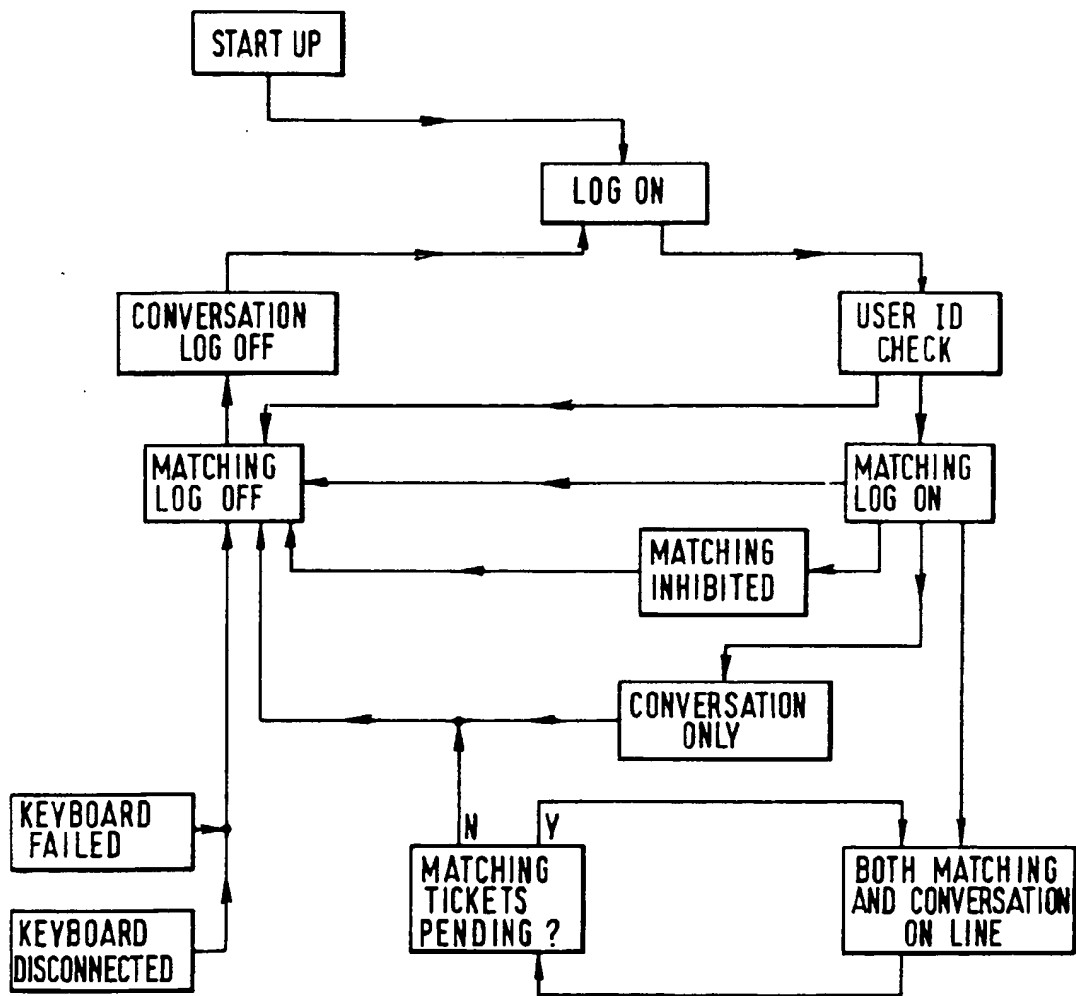 START UP
LOG ON
CONVERSATION
LOG OFF
USER ID
CHECK
MATCHING
LOG OFF
MATCHING
LOG ON
MATCHING
INHIBITED
CONVERSATION
ONLY
KEYBOARD
FAILED
N
Y
MATCHING
TICKETS
PENDING ?
BOTH MATCHING
AND CONVERSATION
ON LINE
KEYBOARD
DISCONNECTED